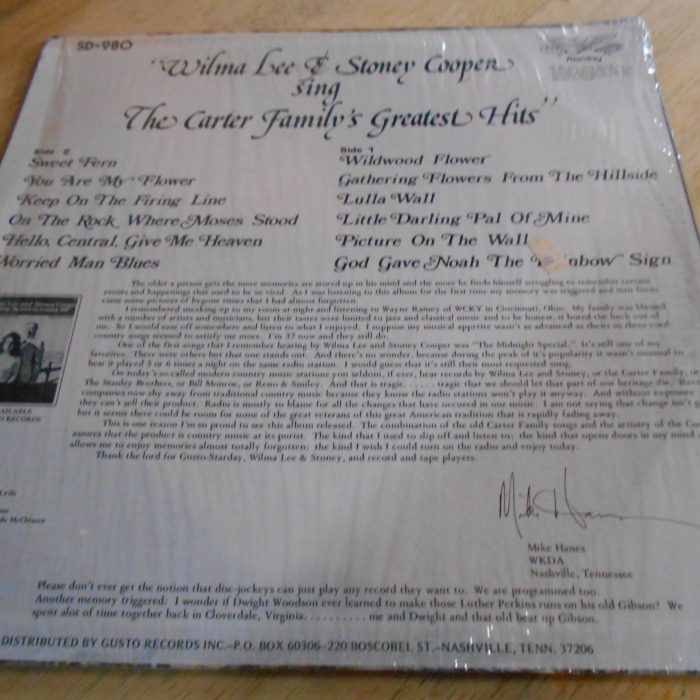 SD-980
Starday
"Wilma Lee & Stoney Cooper
sing
The Carter Family's Greatest Hits"
Side 2
Sweet Fern
You Are My Flower
Keep On The Firing Line
On The Rock Where Moses Stood
Hello, Central, Give Me Heaven
Worried Man Blues
Side 1
Wildwood Flower
Gathering Flowers From The Hillside
Lulla Wall
Little Darling Pal Of Mine
Picture On The Wall
God Gave Noah The nbow Sign
The older a person gets the more memories are stored up in his mind and the more he finds himself struggling to remember certain
events and happenings that used to be so vivid. As I was listening to this album for the first time my memory was triggered and into focus
came some pictures of bygone times that I had almost forgotten.
I remembered sneaking up to my room at night and listening to Wayne Rainey of WCKY in Cincinnati, Ohio. My family was blessed
with a number of artists and musicians, but their tastes were limited to jazz and classical music and to be honest, it bored the heck out of
me. So I would ease off somewhere and listen to what I enjoyed. I suppose my musical appetite wasn't as advanced as theirs so three cord
country songs seemed to satisfy me more. I'm 37 now and they still do.
One of the first songs that I remember hearing by Wilma Lee and Stoney Cooper was "The Midnight Special." It's still one of my
favorites. There were others but that one stands out. And there's no wonder, because during the peak of it's popularity it wasn't unusual to
hear it played 5 or 6 times a night on the same radio station. I would guess that it's still their most requested song.
On today's so called modern country music stations you seldom, if ever, hear records by Wilma Lee and Stoney, or the Carter Family, or
The Stanley Brothers, or Bill Monroe, or Reno & Smiley. And that is tragic. . . . . . tragic that we should let that part of our heritage die. Reco
companies now shy away from traditional country music because they know the radio stations won't play it anyway. And without exposure
they can't sell their product. Radio is mostly to blame for all the changes that have occured in our music. I am not saying that change isn't g
but it seems there could be room for some of the great veterans of this great American tradition that is rapidly fading away.
This is one reason I'm so proud to see this album released. The combination of the old Carter Family songs and the artistry of the Coo
assures that the product is country music at its purist. The kind that I used to slip off and listen to; the kind that opens doors in my mind
allows me to enjoy memories almost totally forgotten; the kind I wish I could turn on the radio and enjoy today.
Thank the lord for Gusto-Starday, Wilma Lee & Stoney, and record and tape players.
AILABLE
O RECORDS
Mike Hanes
WKDA
Nashville, Tennessee
Please don't ever get the notion that disc-jockeys can just play any record they want to. We are programmed too.
Another memory triggered: I wonder if Dwight Woodson ever learned to make those Luther Perkins runs on his old Gibson? We
spent alot of time together back in Cloverdale, Virginia. . . . . . . . . me and Dwight and that old beat up Gibson.
DISTRIBUTED BY GUSTO RECORDS INC.-P.O. BOX 60306-220 BOSCOBEL ST.-NASHVILLE, TENN. 37206